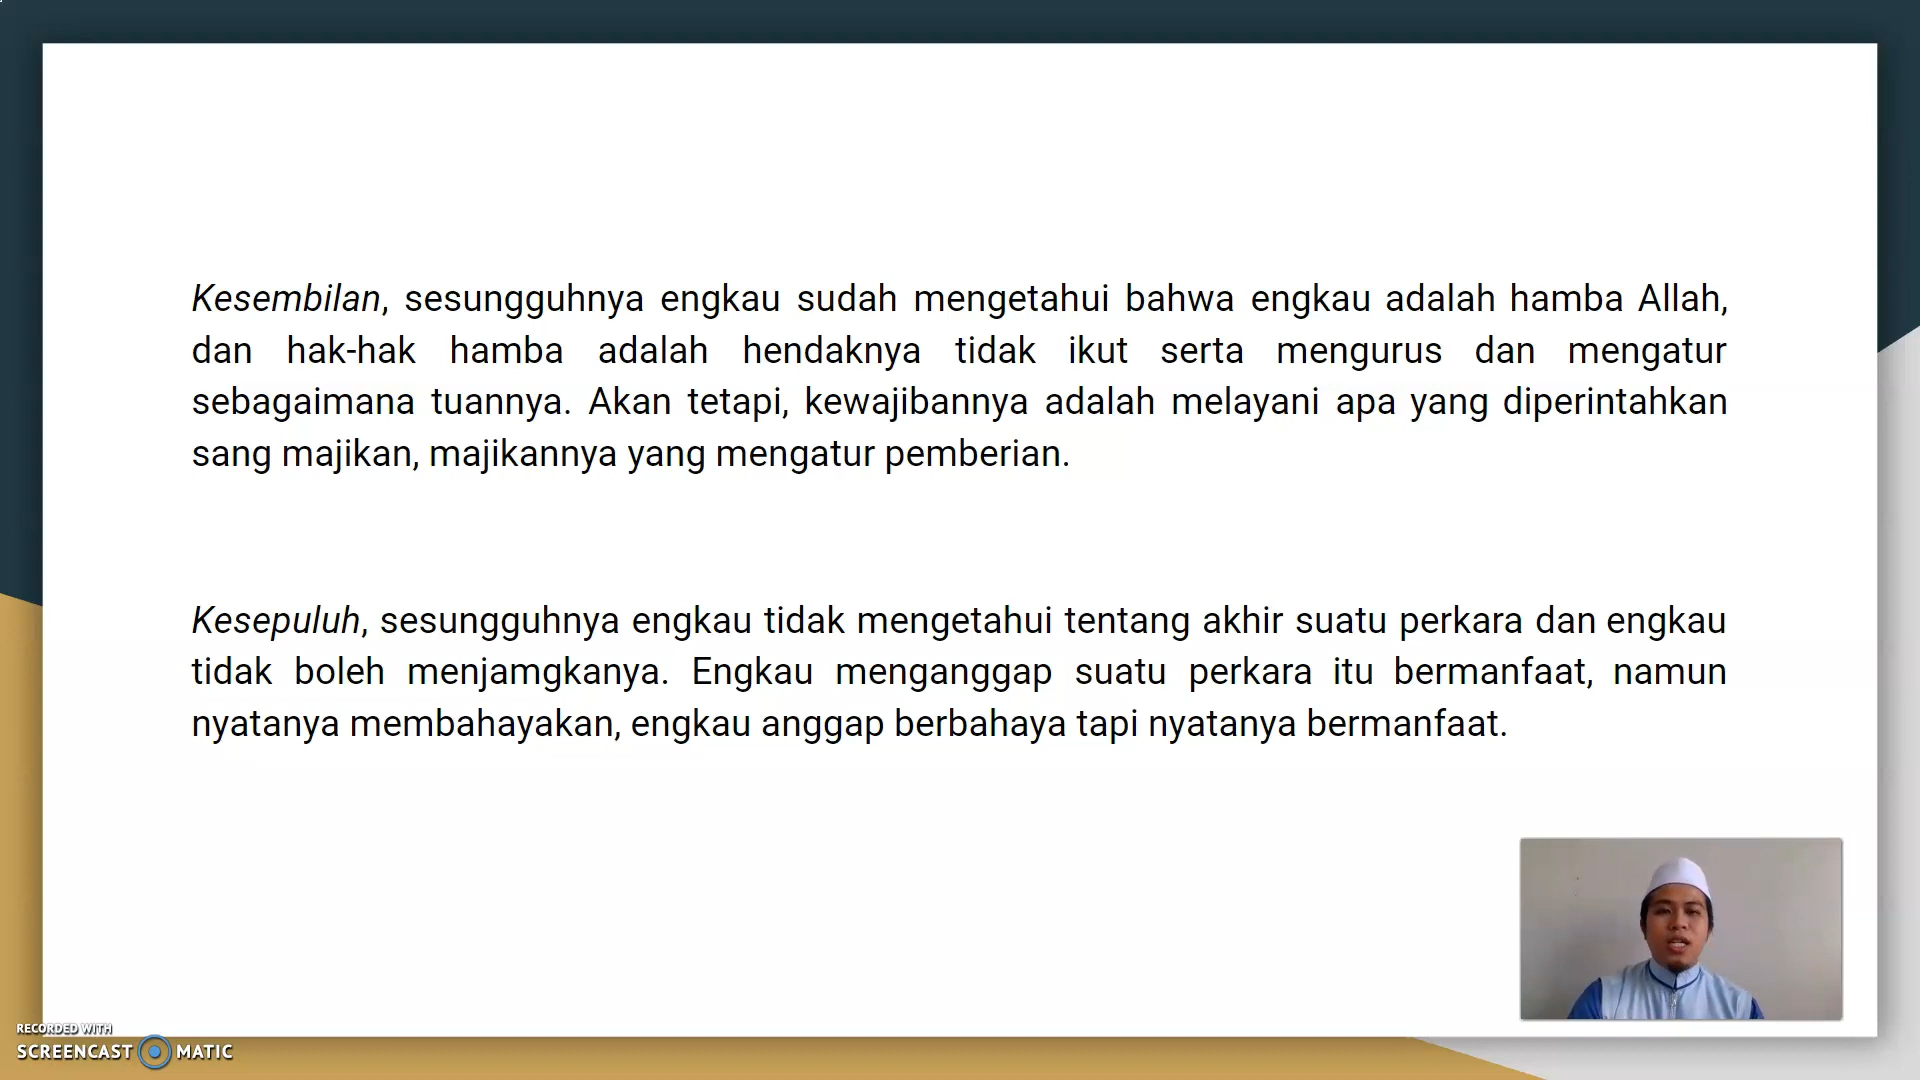 Kesembilan, sesungguhnya engkau sudah mengetahui bahwa engkau adalah hamba Allah,
dan hak-hak hamba adalah hendaknya tidak ikut serta mengurus dan mengatur
sebagaimana tuannya. Akan tetapi, kewajibannya adalah melayani apa yang diperintahkan
sang majikan, majikannya yang mengatur pemberian.
Kesepuluh, sesungguhnya engkau tidak mengetahui tentang akhir suatu perkara dan engkau
tidak boleh menjamgkanya. Engkau menganggap suatu perkara itu bermanfaat, namun
nyatanya membahayakan, engkau anggap berbahaya tapi nyatanya bermanfaat.
RECORDED WITH
SCREENCAST MATIC